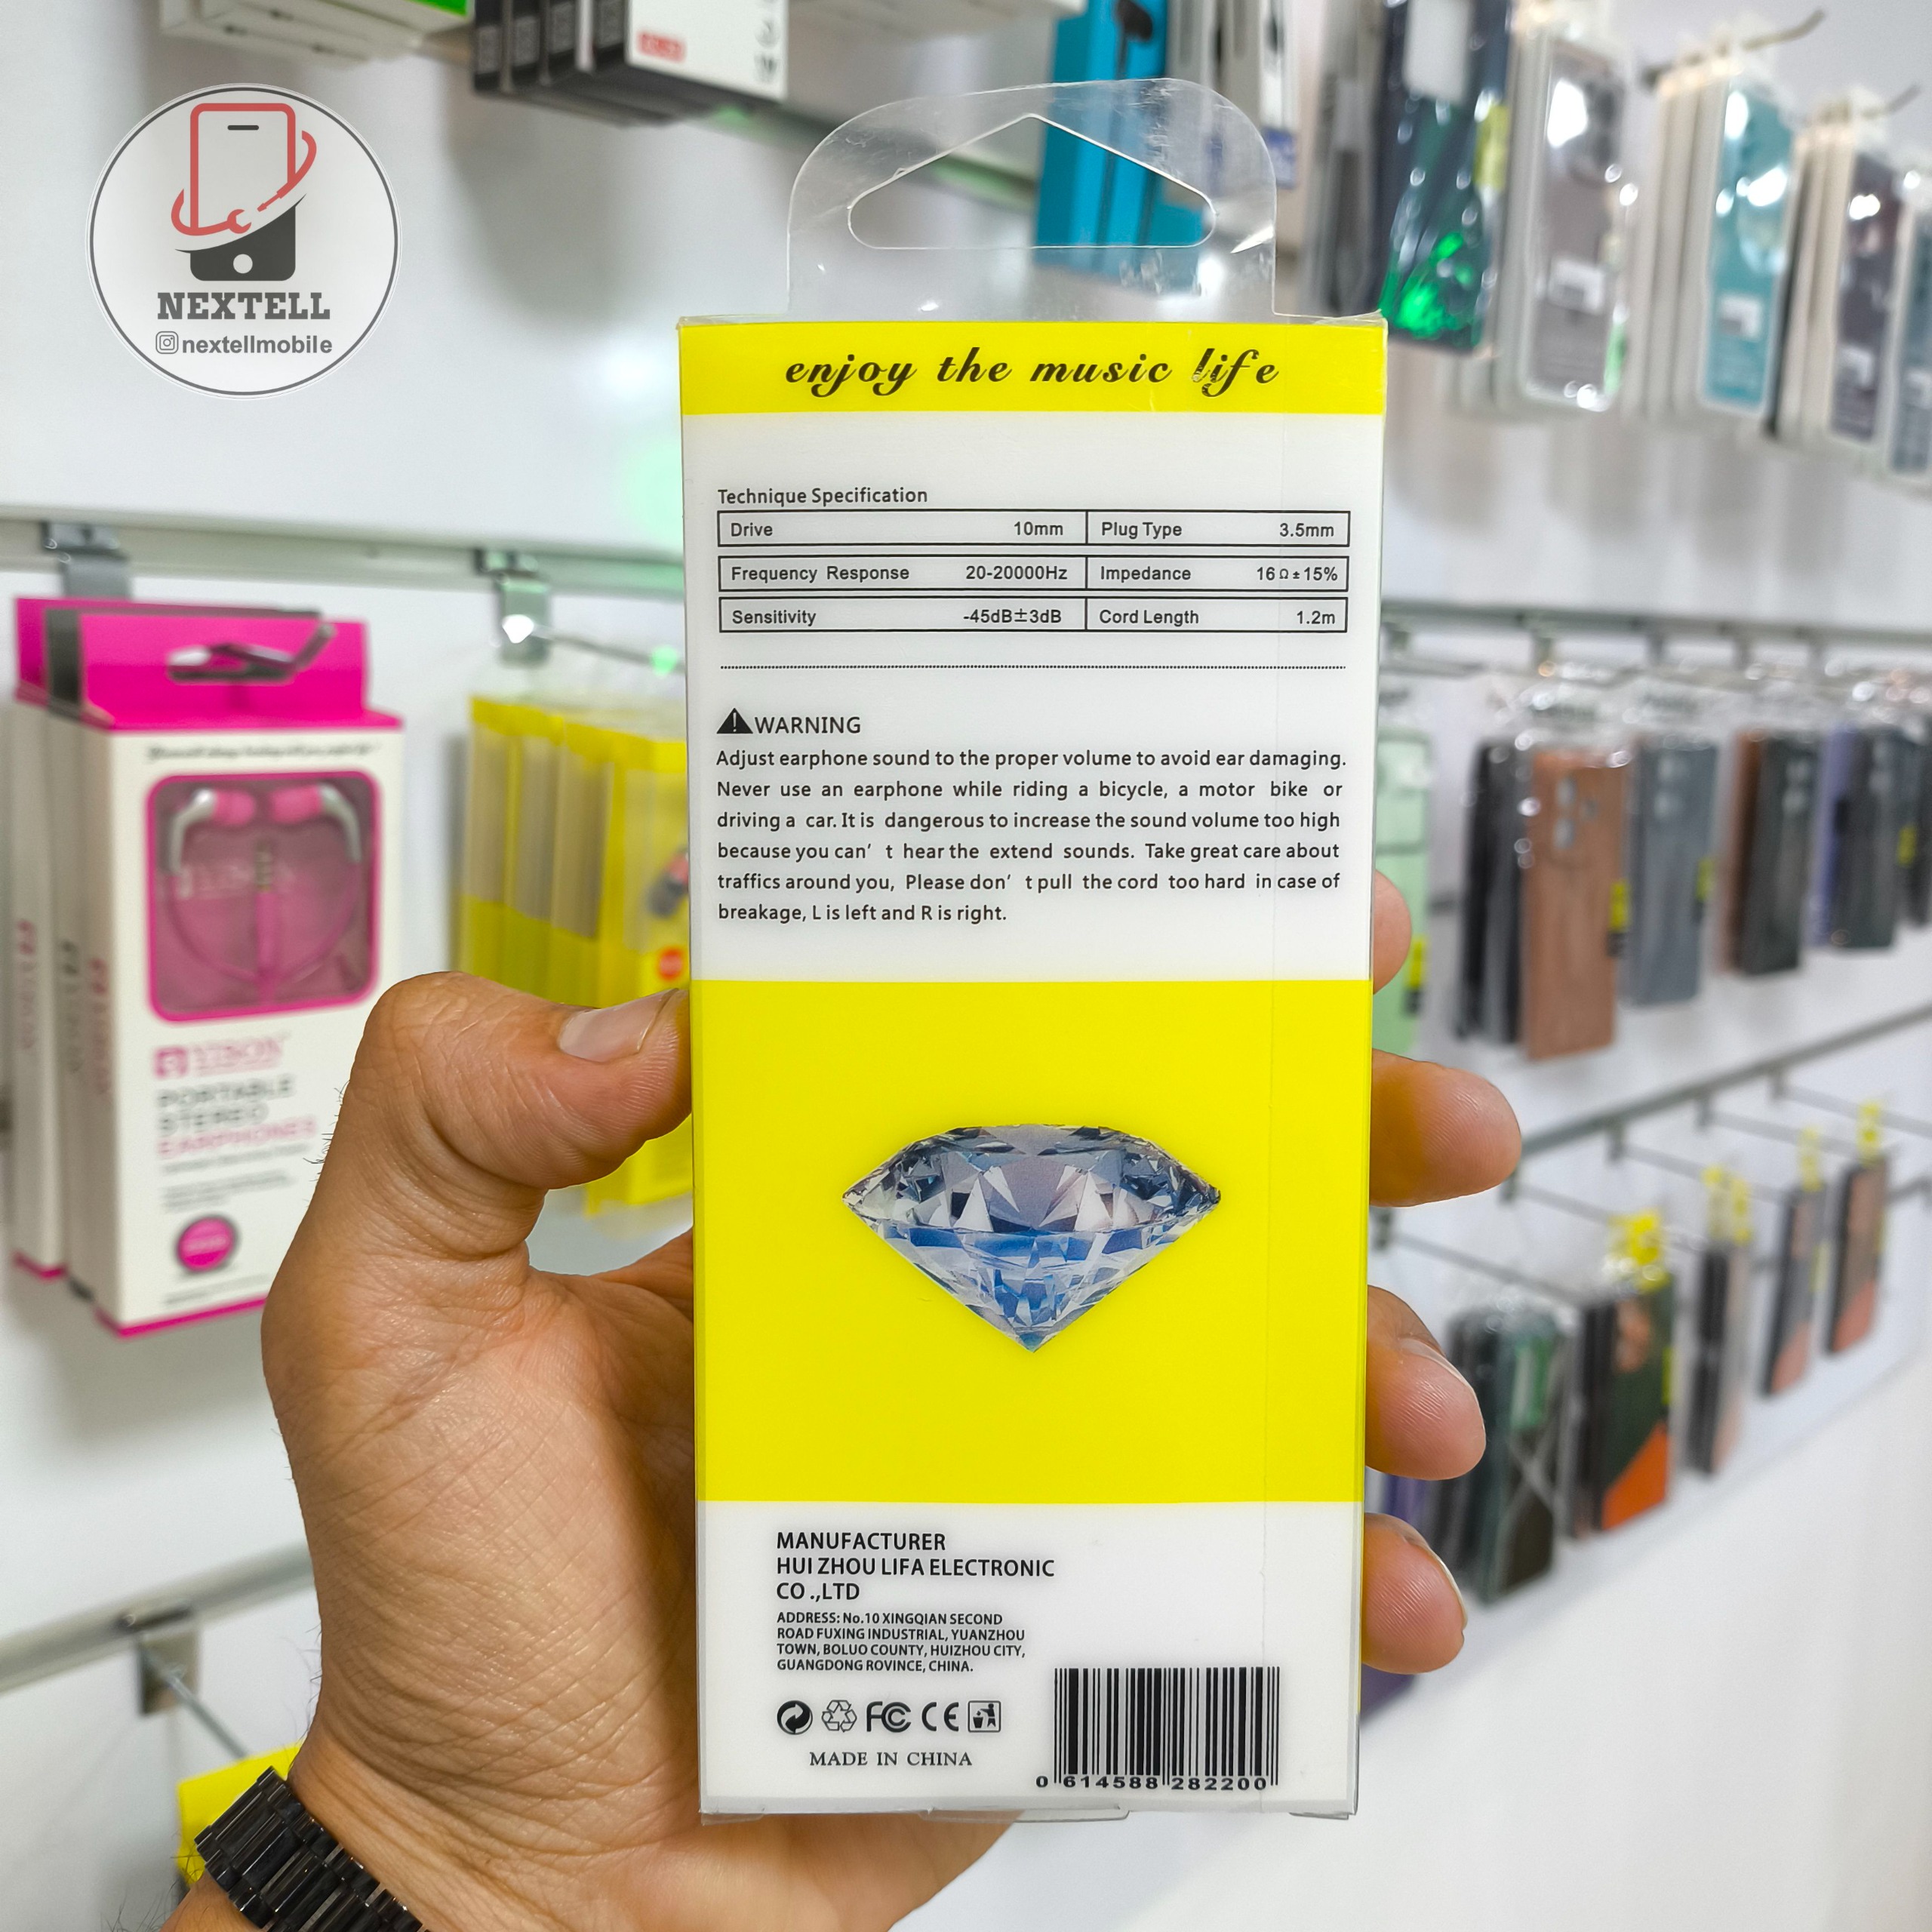 NEXTELL
nextellmobile
enjoy the music life
Technique Specification
Drive 10mm Plug Type 3.5mm
Frequency Response 20-20000Hz Impedance 16Ω±15%
Sensitivity -45dB±3dB Cord Length 1.2m
WARNING
Adjust earphone sound to the proper volume to avoid ear damaging.
Never use an earphone while riding a bicycle, a motor bike or
driving a car. It is dangerous to increase the sound volume too high
because you can’ t hear the extend sounds. Take great care about
traffics around you, Please don’ t pull the cord too hard in case of
breakage, L is left and R is right.
MANUFACTURER
HUI ZHOU LIFA ELECTRONIC
CO .,LTD
ADDRESS: No.10 XINGQIAN SECOND
ROAD FUXING INDUSTRIAL, YUANZHOU
TOWN, BOLUO COUNTY, HUIZHOU CITY,
GUANGDONG ROVINCE, CHINA.
FC CE
MADE IN CHINA
0 614588 282200
PORTABLE
STEREO
EARPHONES